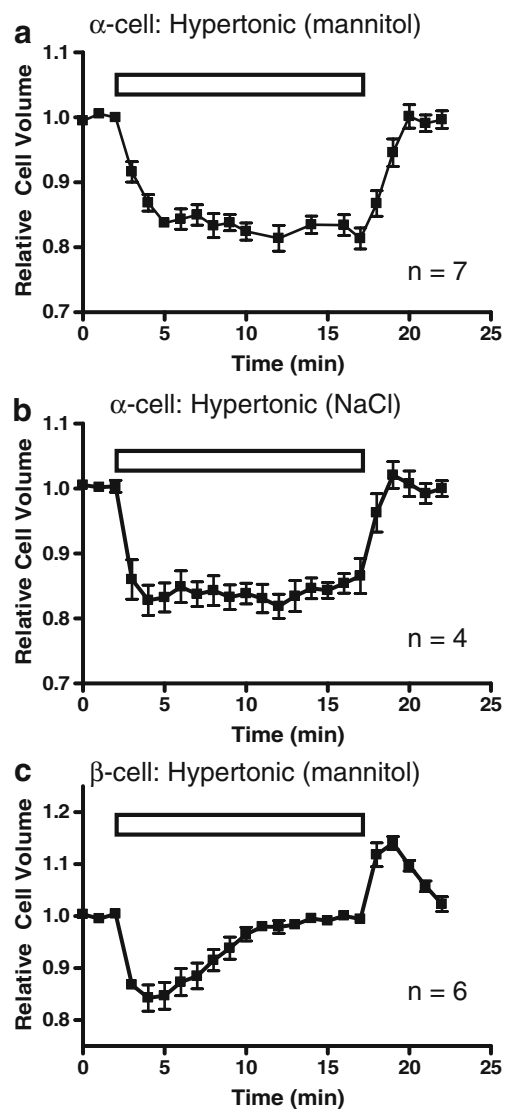 a
α-cell: Hypertonic (mannitol)
1.1
1.0
0.9
0.8
0.7
Relative Cell Volume
n = 7
0 5 10 15 20 25
Time (min)
b
α-cell: Hypertonic (NaCl)
1.1
1.0
0.9
0.8
0.7
Relative Cell Volume
n = 4
0 5 10 15 20 25
Time (min)
c
β-cell: Hypertonic (mannitol)
1.2
1.1
1.0
0.9
0.8
Relative Cell Volume
n = 6
0 5 10 15 20 25
Time (min)